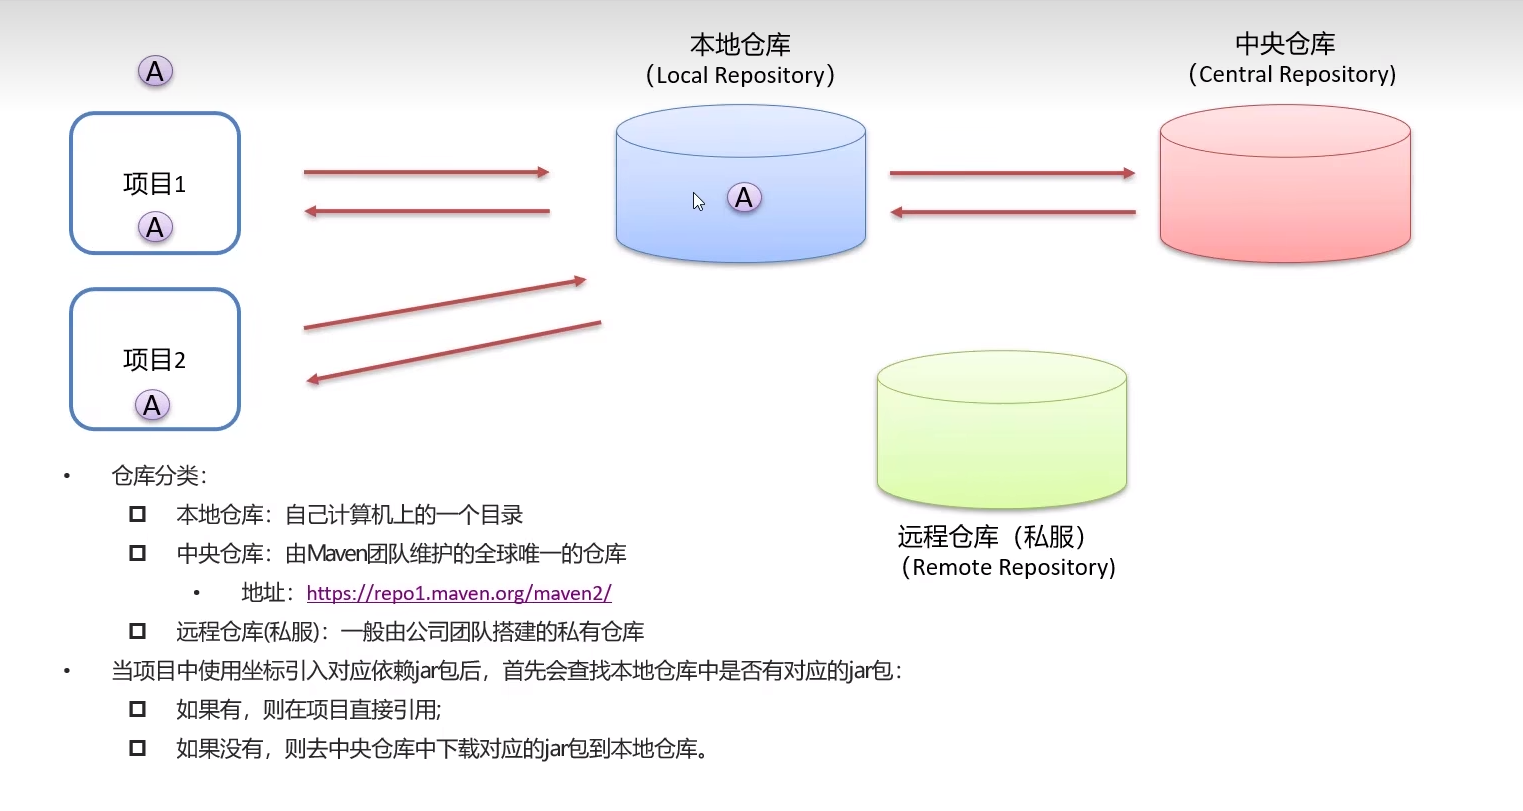 本地仓库
（Local Repository）
中央仓库
（Central Repository)
A
项目1
A
A
项目2
A
远程仓库（私服）
（Remote Repository)
• 仓库分类：
本地仓库：自己计算机上的一个目录
中央仓库：由Maven团队维护的全球唯一的仓库
• 地址：https://repo1.maven.org/maven2/
远程仓库(私服)：一般由公司团队搭建的私有仓库
• 当项目中使用坐标引入对应依赖jar包后，首先会查找本地仓库中是否有对应的jar包：
如果有，则在项目直接引用;
如果没有，则去中央仓库中下载对应的jar包到本地仓库。